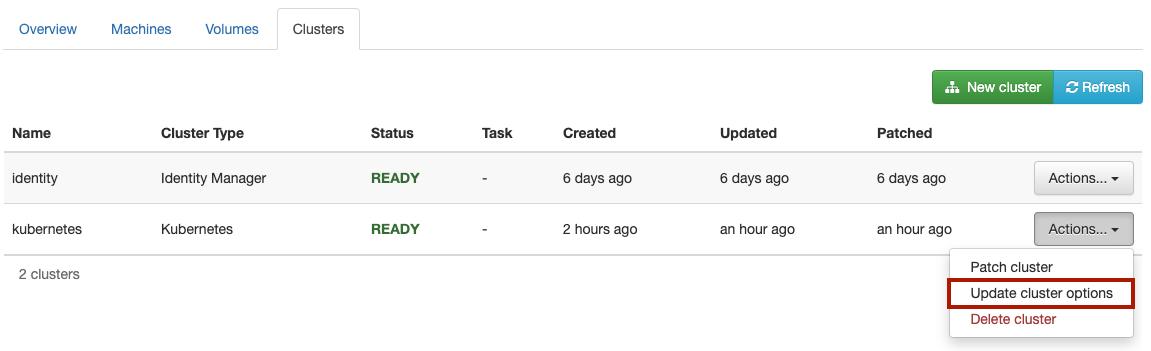 Overview Machines Volumes Clusters
New cluster Refresh
Name Cluster Type Status Task Created Updated Patched
identity Identity Manager READY - 6 days ago 6 days ago 6 days ago Actions...
kubernetes Kubernetes READY - 2 hours ago an hour ago an hour ago Actions...
2 clusters
Patch cluster
Update cluster options
Delete cluster